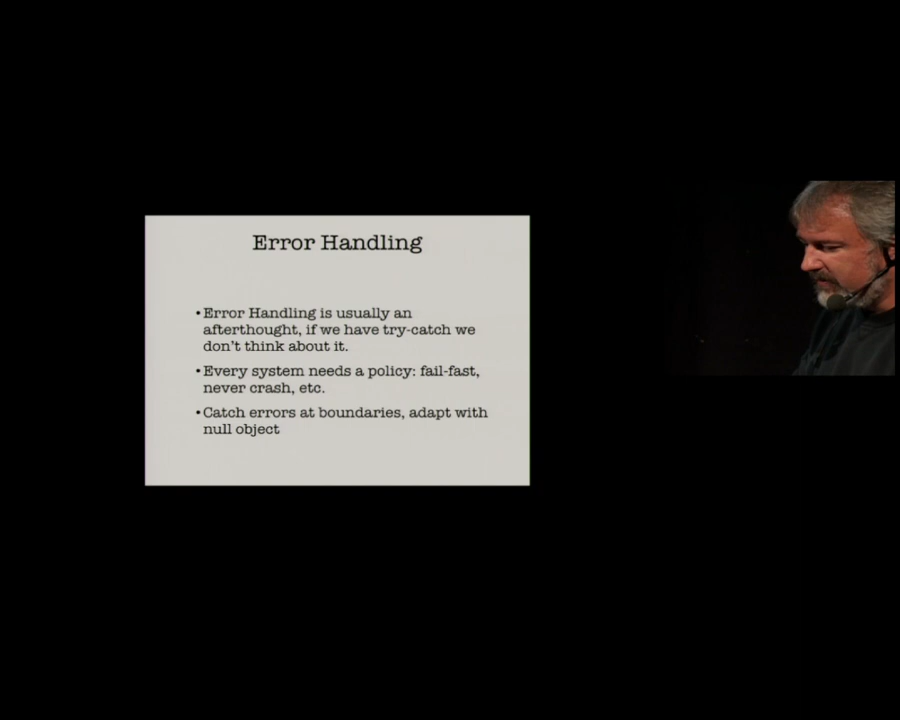 Error Handling
•Error Handling is usually an
afterthought, if we have try-catch we
don't think about it.
•Every system needs a policy: fail-fast,
never crash, etc.
•Catch errors at boundaries, adapt with
null object